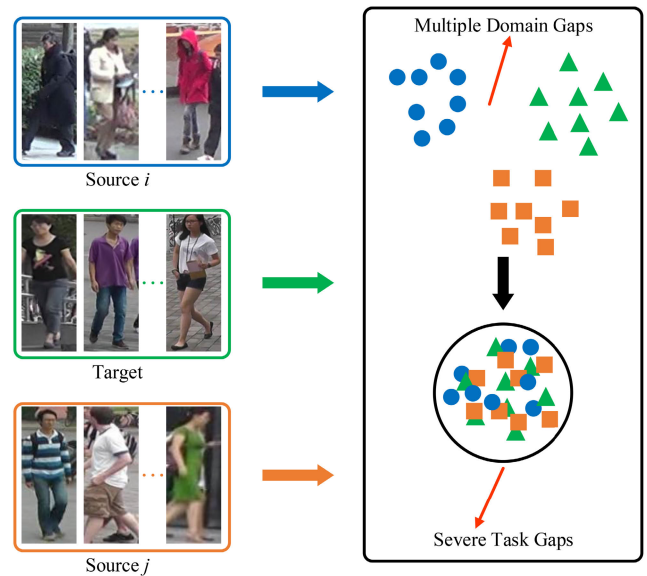 Multiple Domain Gaps
Source i
Target
Source j
Severe Task Gaps